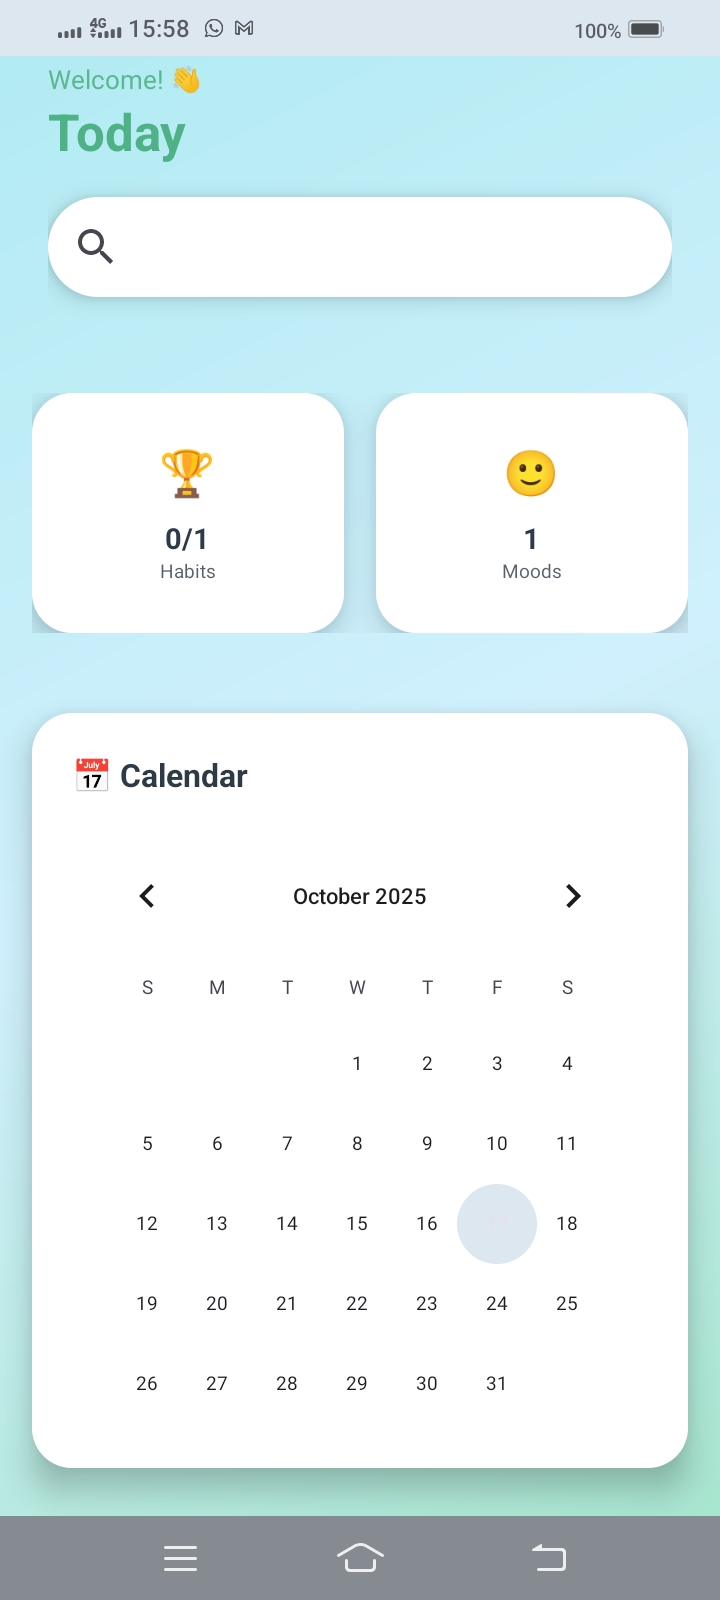 4G 15:58 100%
Welcome! 👋
Today
0/1 1
Habits Moods
July 17 Calendar
October 2025
S M T W T F S
1 2 3 4
5 6 7 8 9 10 11
12 13 14 15 16 17 18
19 20 21 22 23 24 25
26 27 28 29 30 31